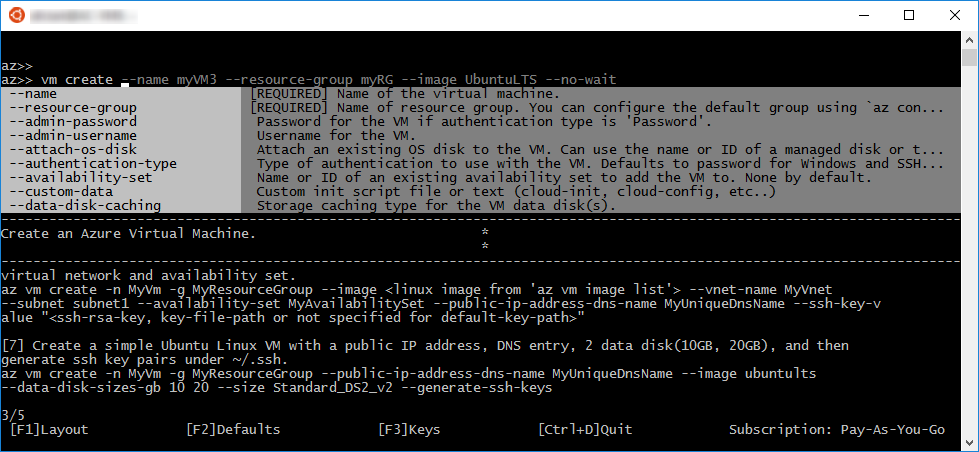 az>>
az>> vm create --name myVM3 --resource-group myRG --image UbuntuLTS --no-wait
--name [REQUIRED] Name of the virtual machine.
--resource-group [REQUIRED] Name of resource group. You can configure the default group using `az con...
--admin-password Password for the VM if authentication type is 'Password'.
--admin-username Username for the VM.
--attach-os-disk Attach an existing OS disk to the VM. Can use the name or ID of a managed disk or t...
--authentication-type Type of authentication to use with the VM. Defaults to password for Windows and SSH...
--availability-set Name or ID of an existing availability set to add the VM to. None by default.
--custom-data Custom init script file or text (cloud-init, cloud-config, etc..)
--data-disk-caching Storage caching type for the VM data disk(s).
Create an Azure Virtual Machine. *
*
virtual network and availability set.
az vm create -n MyVm -g MyResourceGroup --image <linux image from 'az vm image list'> --vnet-name MyVnet
--subnet subnet1 --availability-set MyAvailabilitySet --public-ip-address-dns-name MyUniqueDnsName --ssh-key-v
alue "<ssh-rsa-key, key-file-path or not specified for default-key-path>"
[7] Create a simple Ubuntu Linux VM with a public IP address, DNS entry, 2 data disk(10GB, 20GB), and then
generate ssh key pairs under ~/.ssh.
az vm create -n MyVm -g MyResourceGroup --public-ip-address-dns-name MyUniqueDnsName --image ubuntults
--data-disk-sizes-gb 10 20 --size Standard_DS2_v2 --generate-ssh-keys
3/5
[F1]Layout [F2]Defaults [F3]Keys [Ctrl+D]Quit Subscription: Pay-As-You-Go